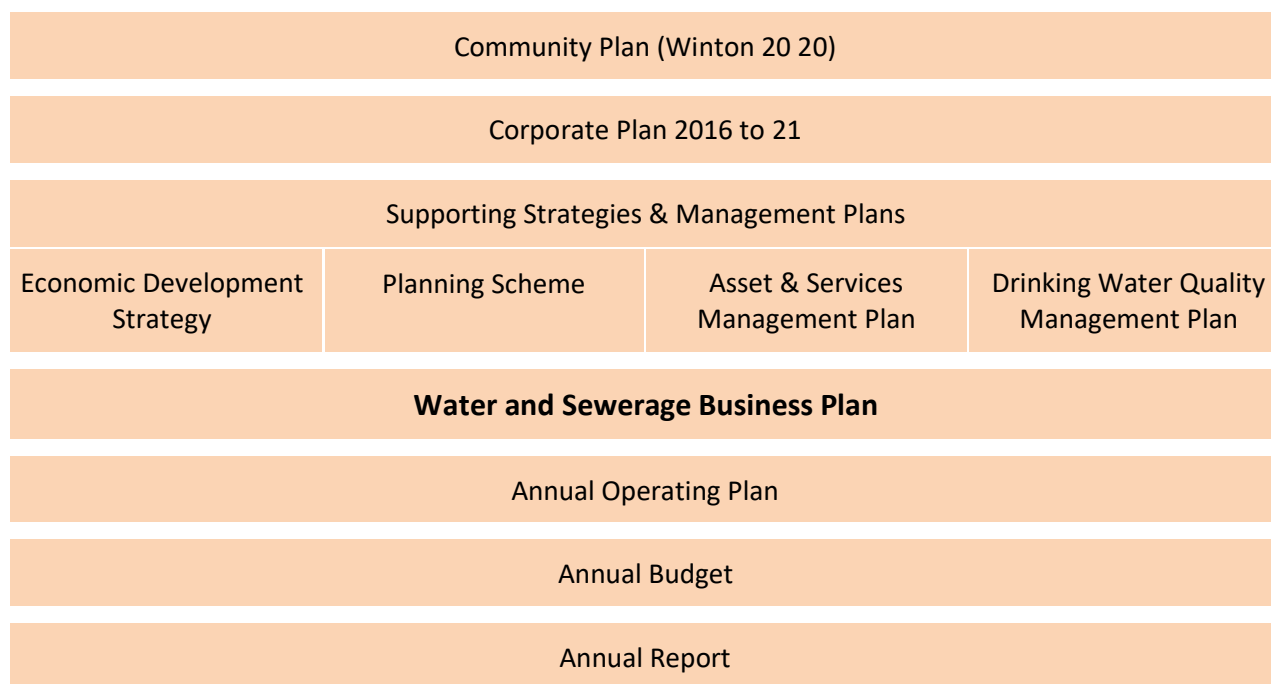 Community Plan (Winton 20 20)
Corporate Plan 2016 to 21
Supporting Strategies & Management Plans
Economic Development
Strategy
Planning Scheme
Asset & Services
Management Plan
Drinking Water Quality
Management Plan
Water and Sewerage Business Plan
Annual Operating Plan
Annual Budget
Annual Report